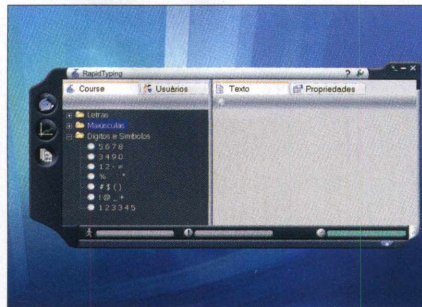 RapidTyping
Course Usuários Texto Propriedades
Letras
Maiúsculas
Dígitos e Símbolos
5 6 7 8
3 4 9 0
1 2 - =
# $ ( )
! @ _ +
1 2 3 3 4 5